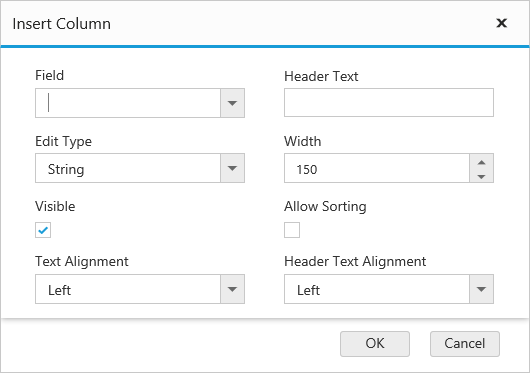 Insert Column
Field Header Text
Edit Type Width
String 150
Visible Allow Sorting
Text Alignment Header Text Alignment
Left Left
OK Cancel